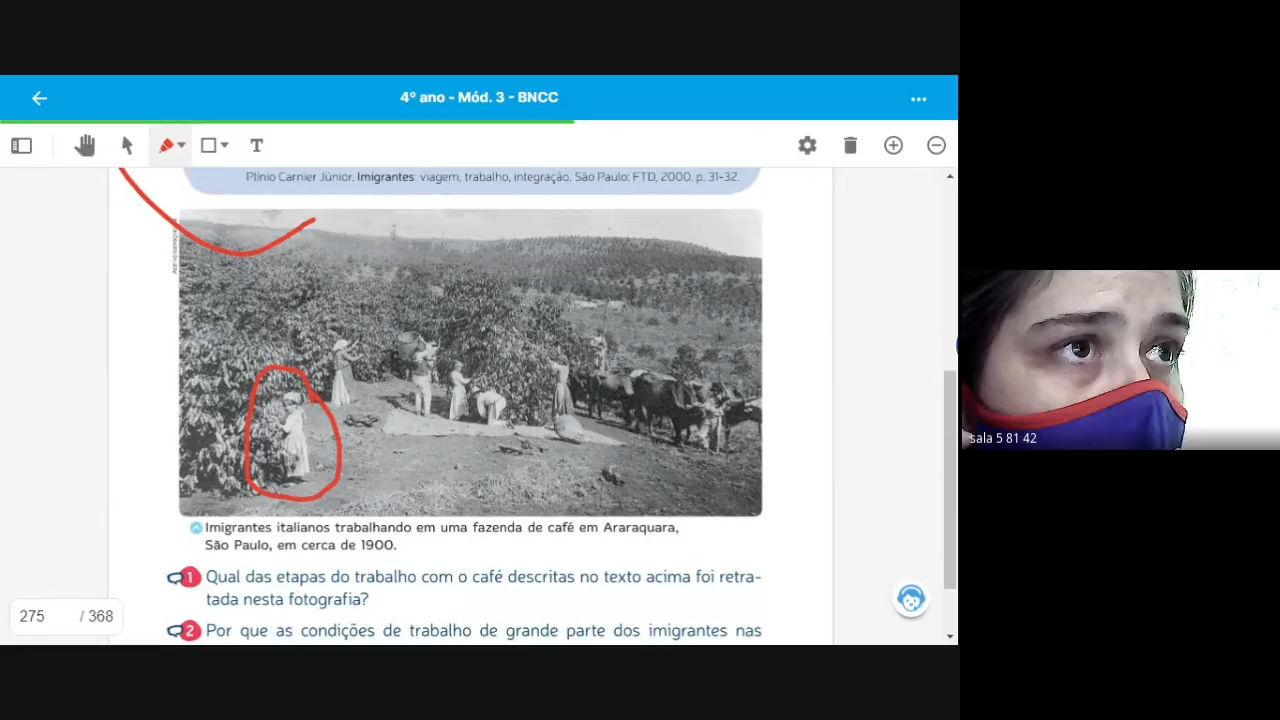 4º ano - Mód. 3 - BNCC
T
Plínio Carnier Júnior. Imigrantes: viagem, trabalho, integração. São Paulo: FTD, 2000. p. 31-32.
Imigrantes italianos trabalhando em uma fazenda de café em Araraquara,
São Paulo, em cerca de 1900.
1 Qual das etapas do trabalho com o café descritas no texto acima foi retra-
tada nesta fotografia?
2 Por que as condições de trabalho de grande parte dos imigrantes nas
275 / 368
sala 5 81 42